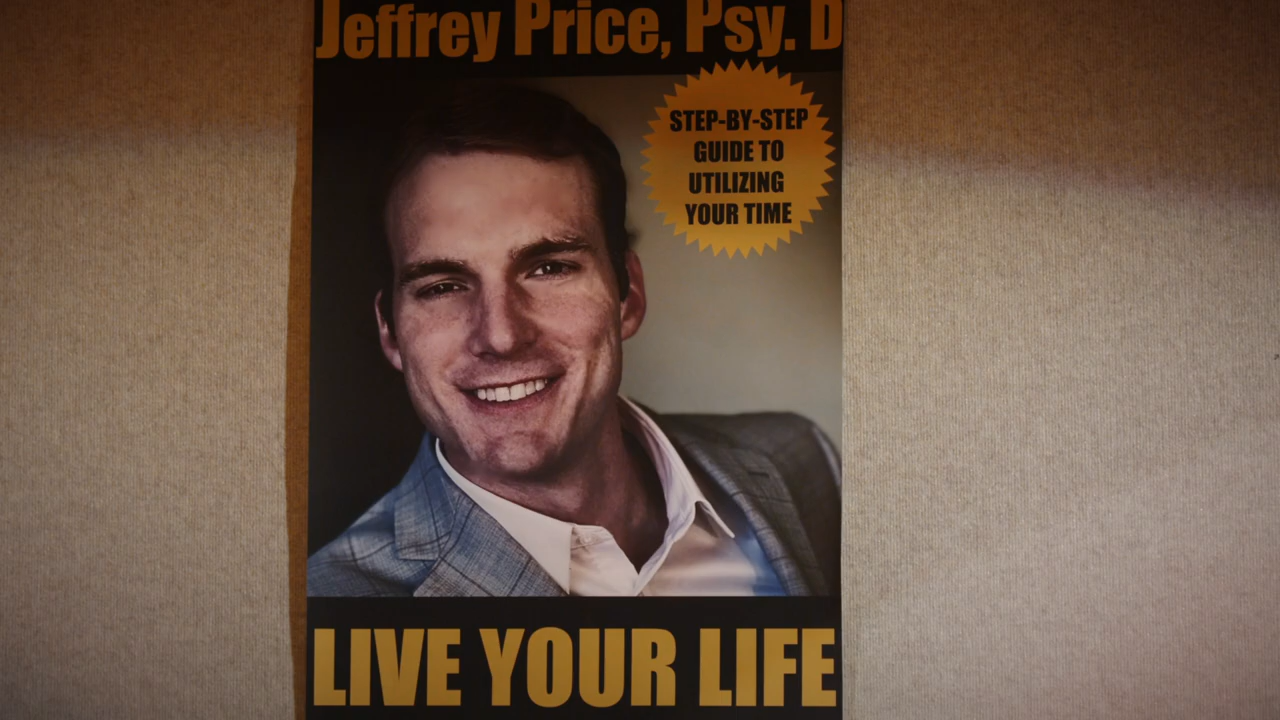 Jeffrey Price, Psy. D
STEP-BY-STEP
GUIDE TO
UTILIZING
YOUR TIME
LIVE YOUR LIFE